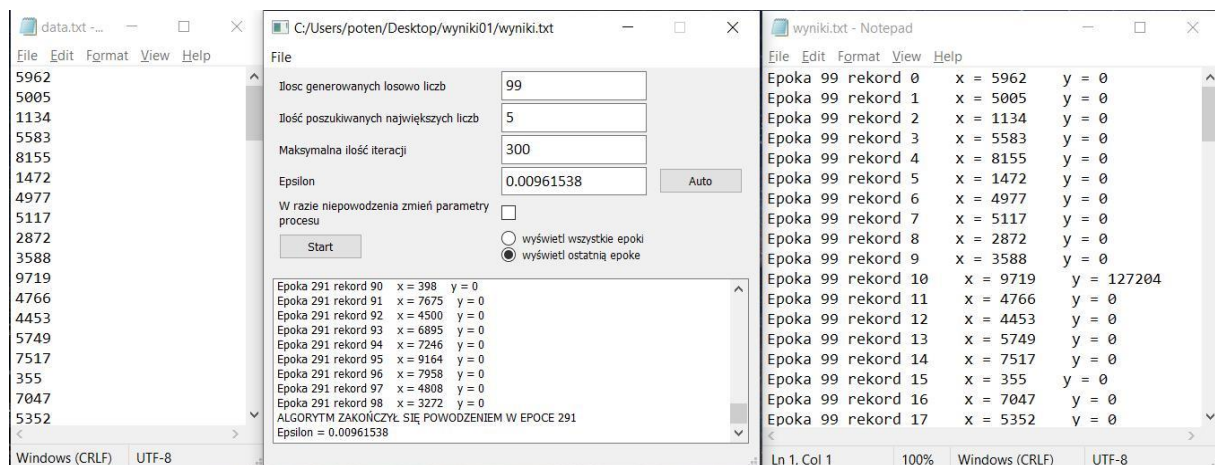 data.txt -...
File Edit Format View Help
5962
5005
1134
5583
8155
1472
4977
5117
2872
3588
9719
4766
4453
5749
7517
355
7047
5352
Windows (CRLF) UTF-8
C:/Users/poten/Desktop/wyniki01/wyniki.txt
File
Ilosc generowanych losowo liczb 99
Ilość poszukiwanych największych liczb 5
Maksymalna ilość iteracji 300
Epsilon 0.00961538 Auto
W razie niepowodzenia zmień parametry
procesu
Start
wyświetl wszystkie epoki
wyświetl ostatnią epoke
Epoka 291 rekord 90 x = 398 y = 0
Epoka 291 rekord 91 x = 7675 y = 0
Epoka 291 rekord 92 x = 4500 y = 0
Epoka 291 rekord 93 x = 6895 y = 0
Epoka 291 rekord 94 x = 7246 y = 0
Epoka 291 rekord 95 x = 9164 y = 0
Epoka 291 rekord 96 x = 7958 y = 0
Epoka 291 rekord 97 x = 4808 y = 0
Epoka 291 rekord 98 x = 3272 y = 0
ALGORYTM ZAKOŃCZYŁ SIĘ POWODZENIEM W EPOCE 291
Epsilon = 0.00961538
wyniki.txt - Notepad
File Edit Format View Help
Epoka 99 rekord 0 x = 5962 y = 0
Epoka 99 rekord 1 x = 5005 y = 0
Epoka 99 rekord 2 x = 1134 y = 0
Epoka 99 rekord 3 x = 5583 y = 0
Epoka 99 rekord 4 x = 8155 y = 0
Epoka 99 rekord 5 x = 1472 y = 0
Epoka 99 rekord 6 x = 4977 y = 0
Epoka 99 rekord 7 x = 5117 y = 0
Epoka 99 rekord 8 x = 2872 y = 0
Epoka 99 rekord 9 x = 3588 y = 0
Epoka 99 rekord 10 x = 9719 y = 127204
Epoka 99 rekord 11 x = 4766 y = 0
Epoka 99 rekord 12 x = 4453 y = 0
Epoka 99 rekord 13 x = 5749 y = 0
Epoka 99 rekord 14 x = 7517 y = 0
Epoka 99 rekord 15 x = 355 y = 0
Epoka 99 rekord 16 x = 7047 y = 0
Epoka 99 rekord 17 x = 5352 y = 0
Ln 1, Col 1 100% Windows (CRLF) UTF-8